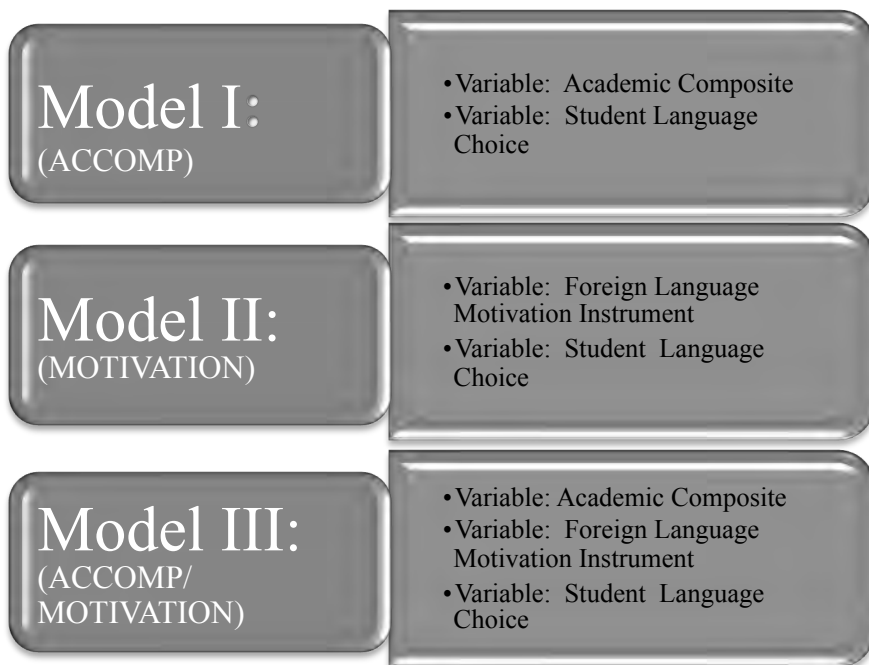 Model I:
(ACCOMP)
•Variable: Academic Composite
•Variable: Student Language
Choice
Model II:
(MOTIVATION)
•Variable: Foreign Language
Motivation Instrument
•Variable: Student Language
Choice
Model III:
(ACCOMP/
MOTIVATION)
•Variable: Academic Composite
•Variable: Foreign Language
Motivation Instrument
•Variable: Student Language
Choice